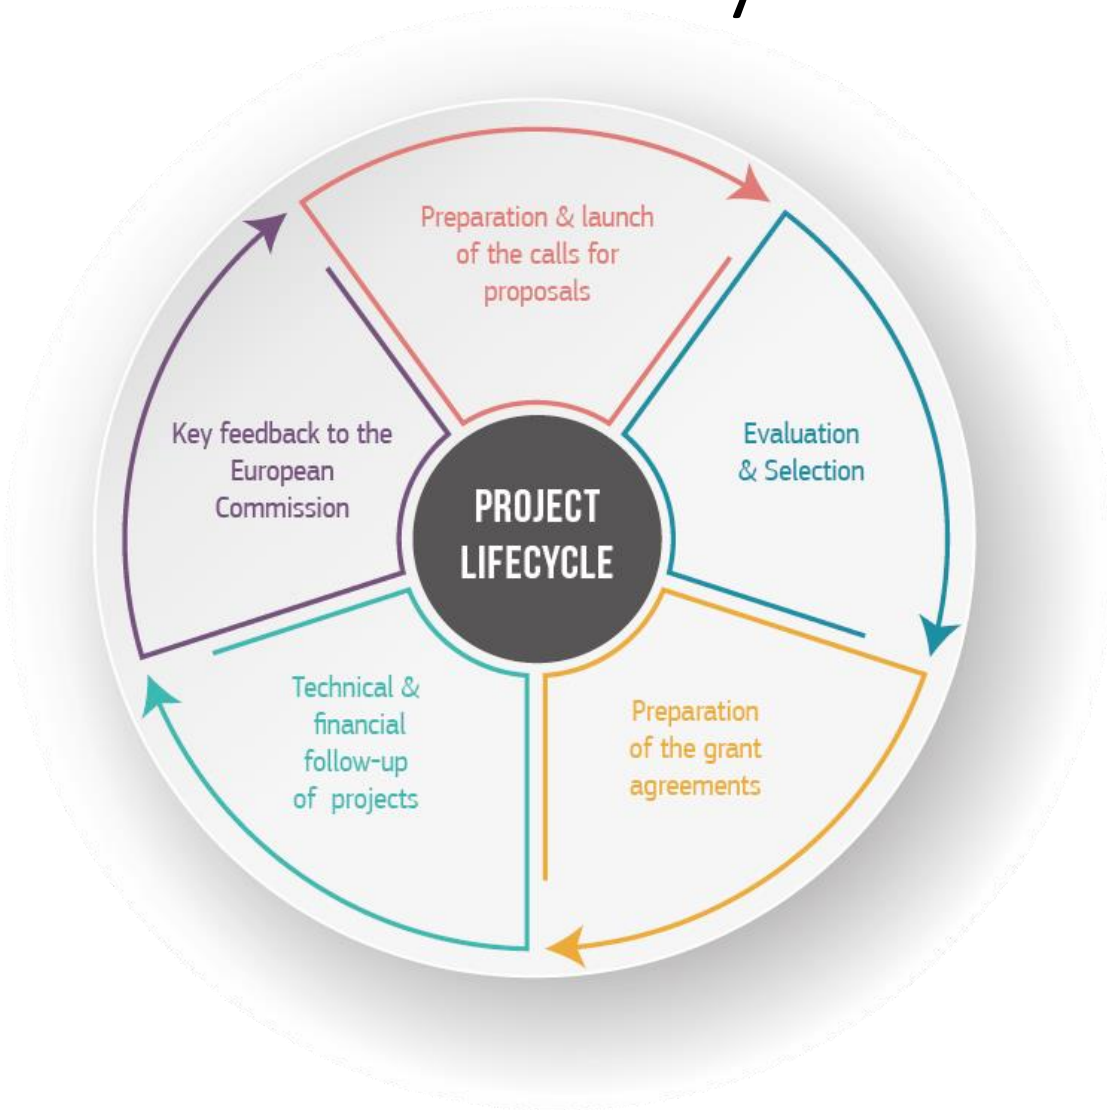 Preparation & launch
of the calls for
proposals
Evaluation
& Selection
Preparation
of the grant
agreements
Technical &
financial
follow-up
of projects
Key feedback to the
European
Commission
PROJECT
LIFECYCLE